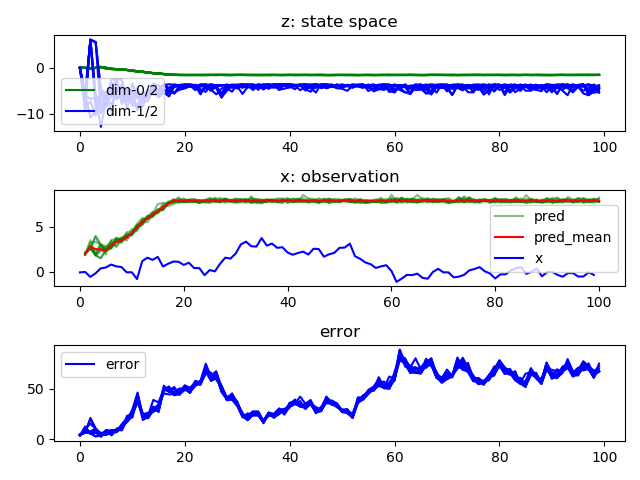 z: state space
0
−10
dim-0/2
dim-1/2
0
20
40
60
80
100
x: observation
5
0
pred
pred_mean
x
0
20
40
60
80
100
error
50
0
error
0
20
40
60
80
100